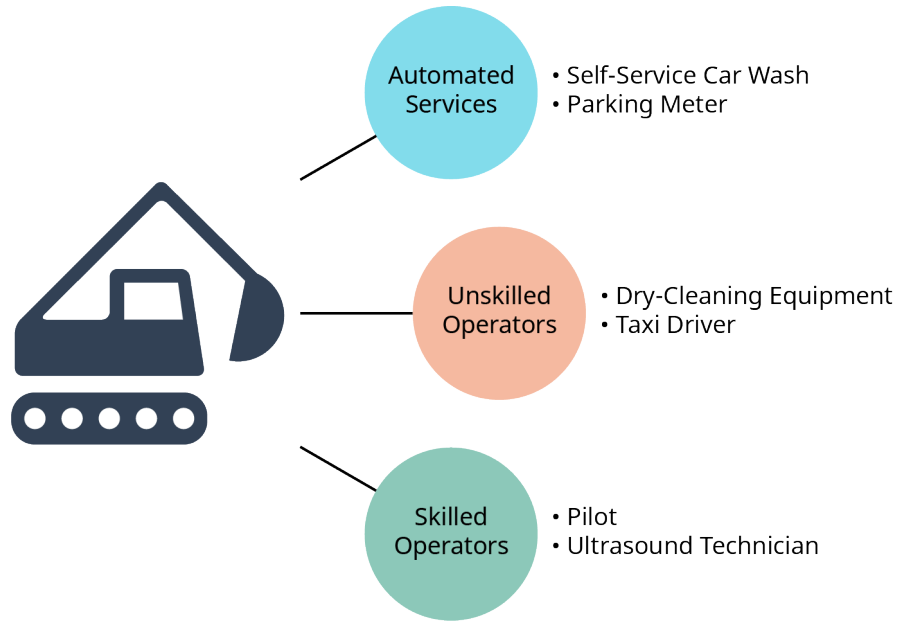 Automated
Services
• Self-Service Car Wash
• Parking Meter
Unskilled
Operators
• Dry-Cleaning Equipment
• Taxi Driver
Skilled
Operators
• Pilot
• Ultrasound Technician